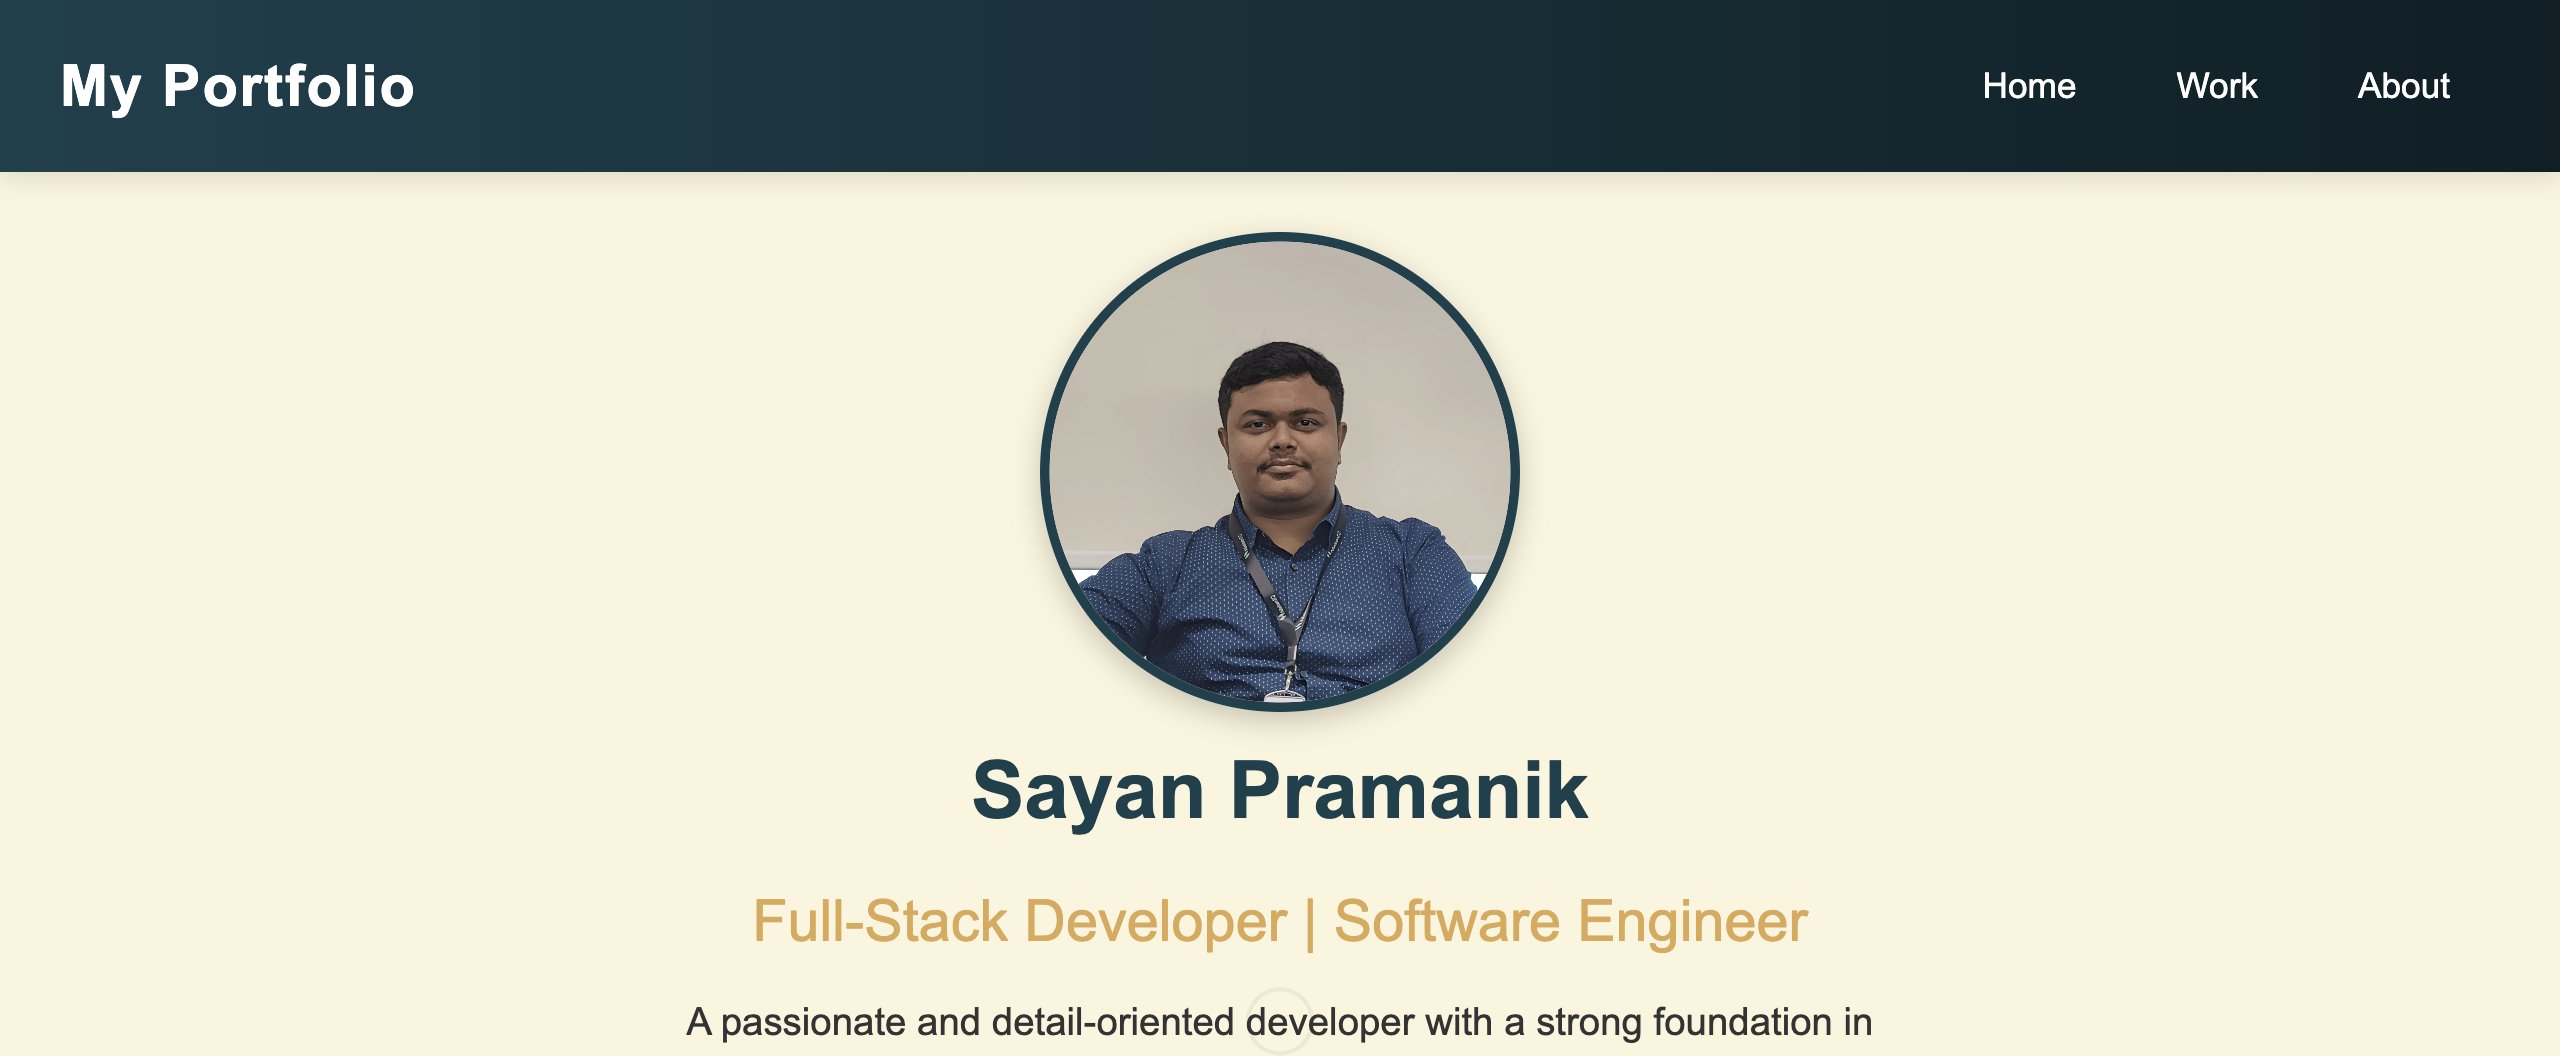 My Portfolio
Home Work About
Sayan Pramanik
Full-Stack Developer | Software Engineer
A passionate and detail-oriented developer with a strong foundation in